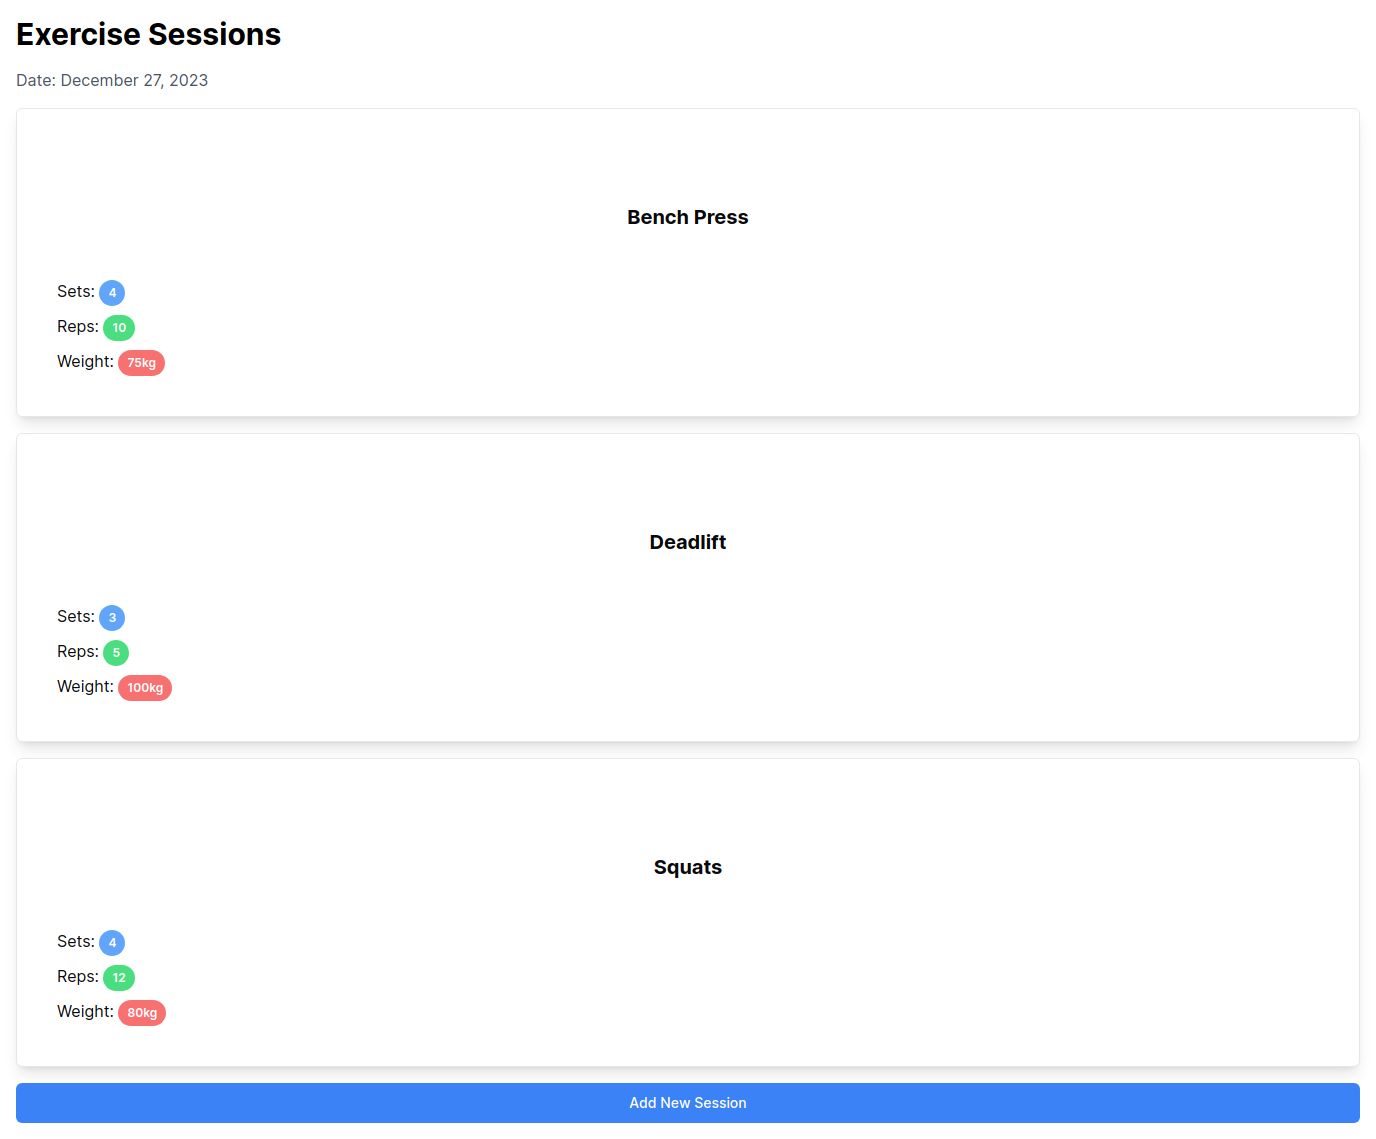 Exercise Sessions
Date: December 27, 2023
Bench Press
Sets: 4
Reps: 10
Weight: 75kg
Deadlift
Sets: 3
Reps: 5
Weight: 100kg
Squats
Sets: 4
Reps: 12
Weight: 80kg
Add New Session